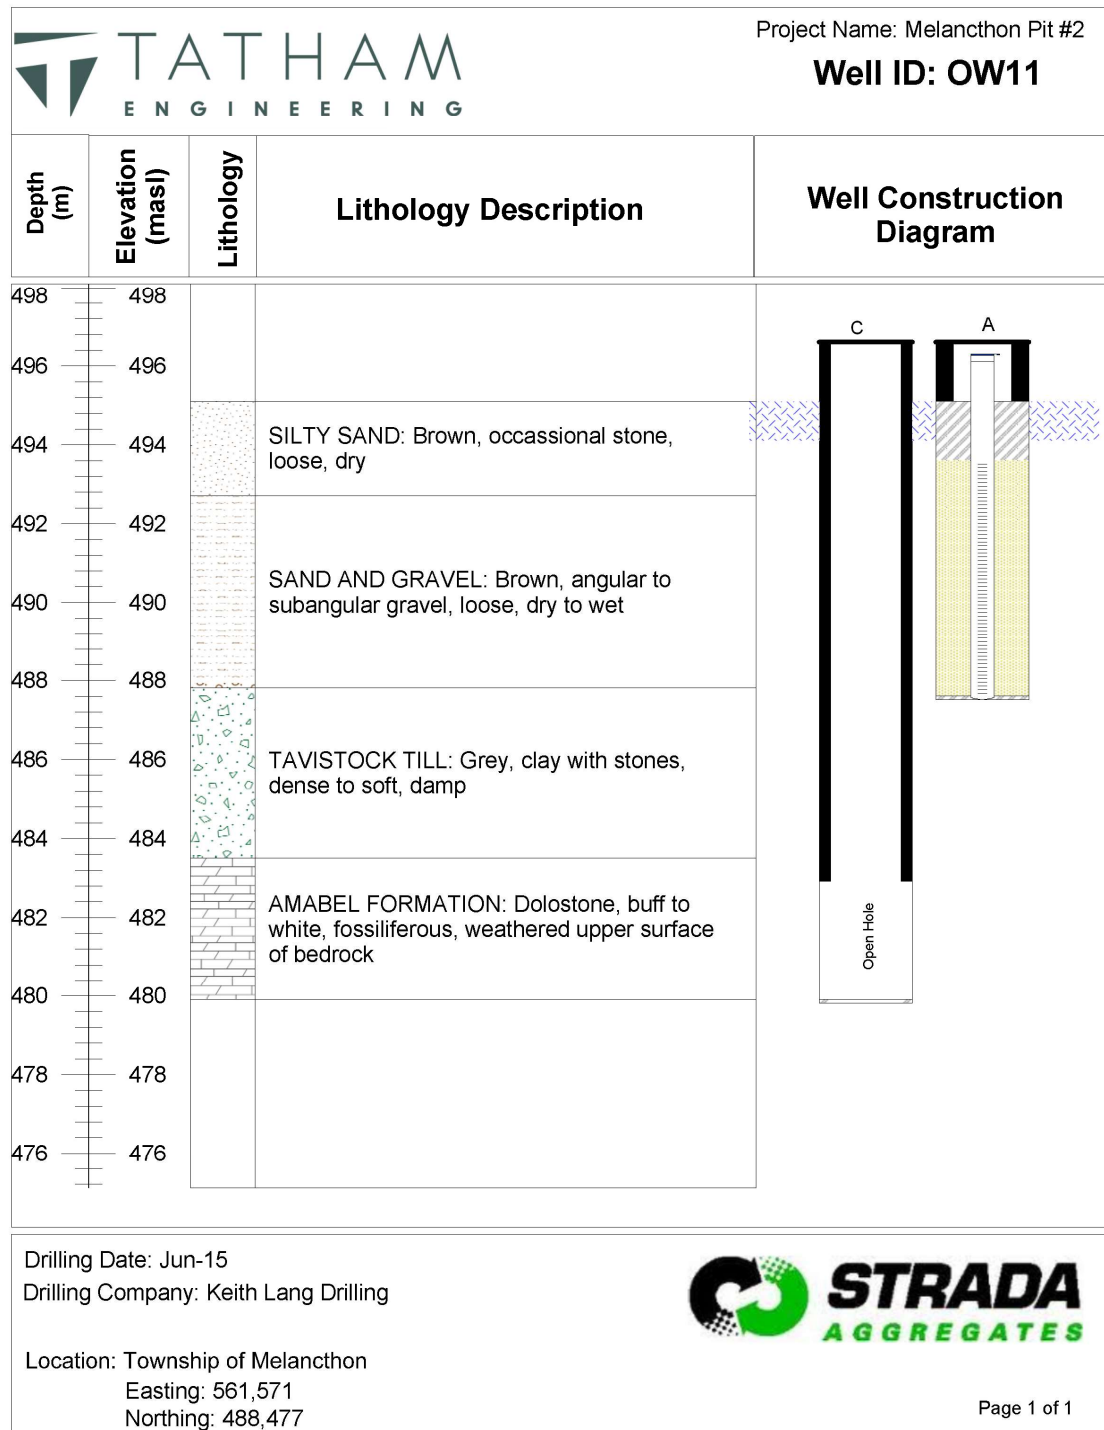 TATHAM
ENGINEERING
Project Name: Melancthon Pit #2
Well ID: OW11
Depth
(m)
Elevation
(masl)
Lithology
Lithology Description
Well Construction
Diagram
498 498
496 496
494 494
492 492
490 490
488 488
486 486
484 484
482 482
480 480
478 478
476 476
SILTY SAND: Brown, occassional stone,
loose, dry
SAND AND GRAVEL: Brown, angular to
subangular gravel, loose, dry to wet
TAVISTOCK TILL: Grey, clay with stones,
dense to soft, damp
AMABEL FORMATION: Dolostone, buff to
white, fossiliferous, weathered upper surface
of bedrock
C
A
Open Hole
Drilling Date: Jun-15
Drilling Company: Keith Lang Drilling
Location: Township of Melancthon
Easting: 561,571
Northing: 488,477
STRADA
AGGREGATES
Page 1 of 1